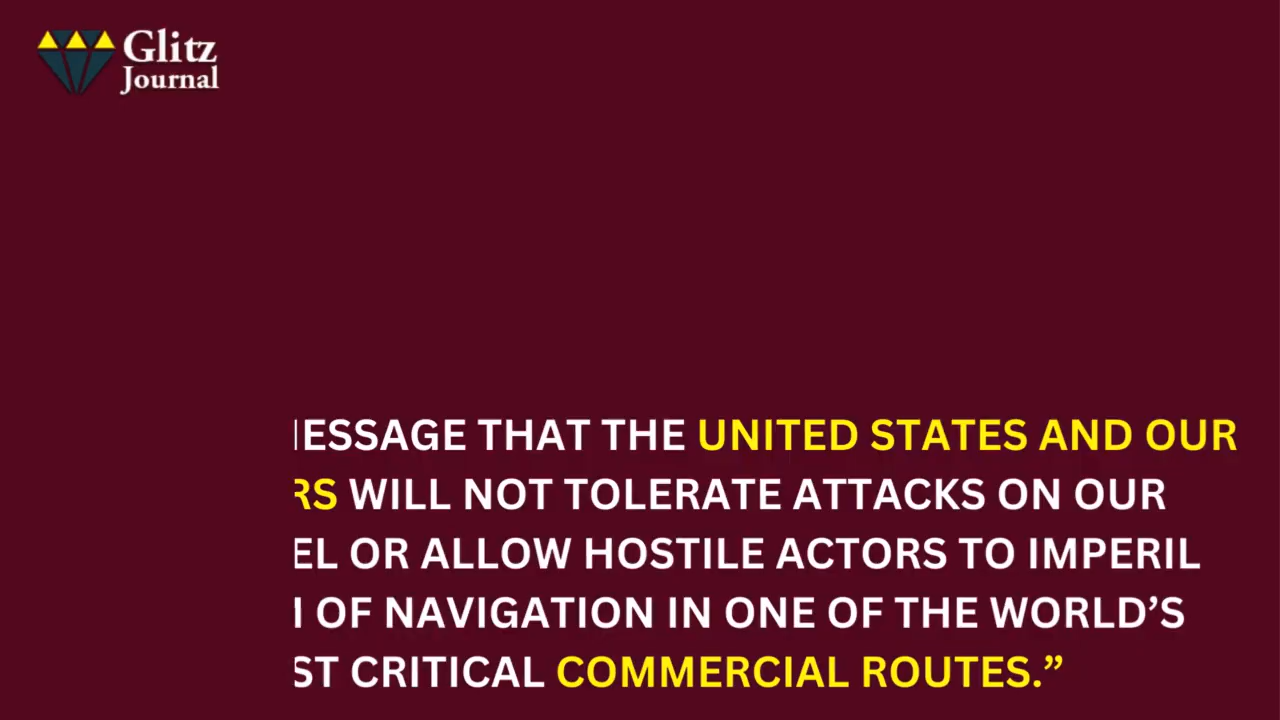 Glitz
Journal
ESSAGE THAT THE UNITED STATES AND OUR
RS WILL NOT TOLERATE ATTACKS ON OUR
EL OR ALLOW HOSTILE ACTORS TO IMPERIL
OF NAVIGATION IN ONE OF THE WORLD’S
ST CRITICAL COMMERCIAL ROUTES.”